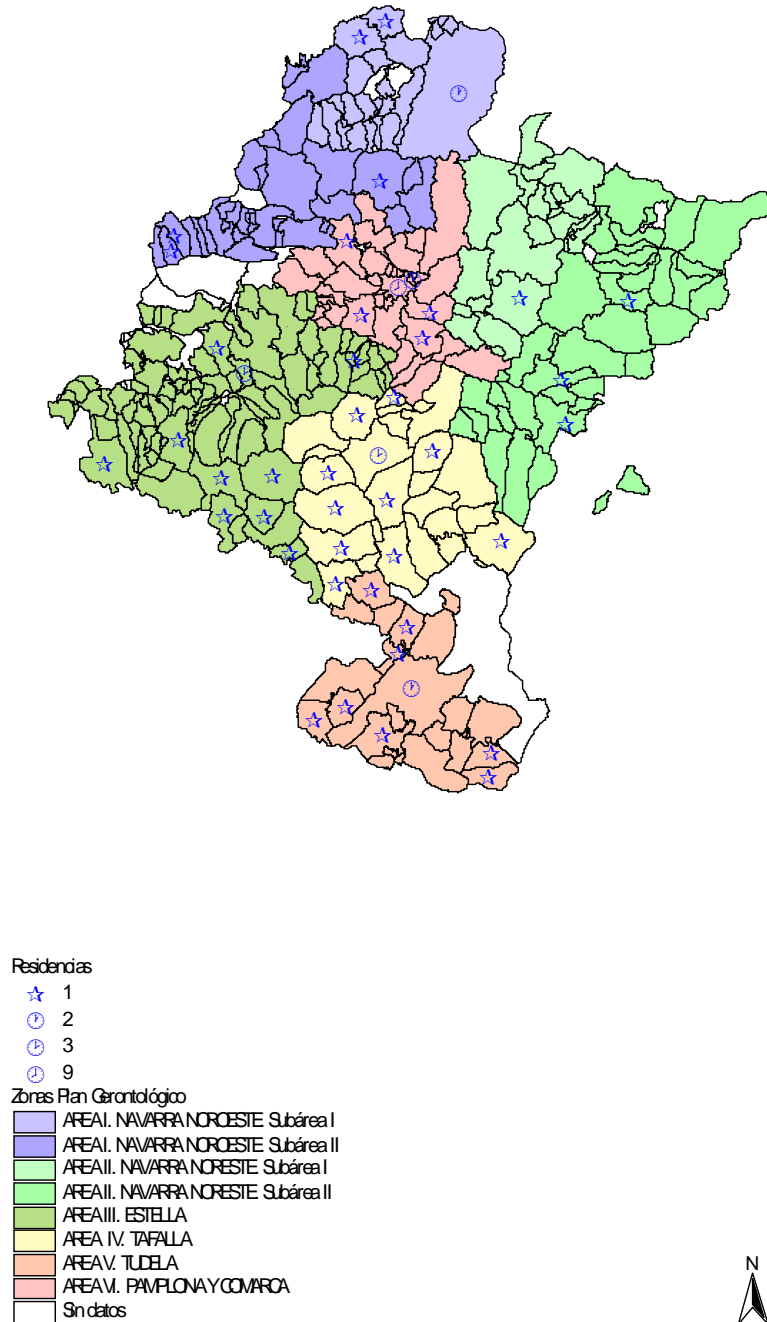 Residencias
1
2
3
9
Zonas Plan Gerontológico
AREA I. NAVARRA NOROESTE. Subárea I
AREA I. NAVARRA NOROESTE. Subárea II
AREA II. NAVARRA NORESTE. Subárea I
AREA II. NAVARRA NORESTE. Subárea II
AREA III. ESTELLA
AREA IV. TAFALLA
AREA V. TUDELA
AREA VI. PAMPLONA Y COMARCA
Sin datos
N